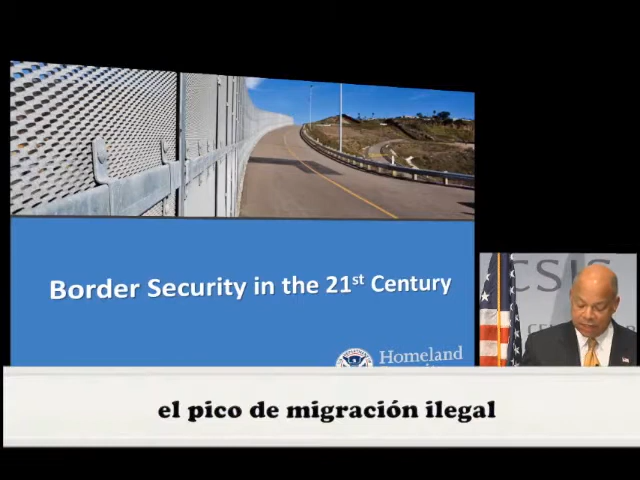 Border Security in the 21st Century
Homeland
CSIS
el pico de migración ilegal